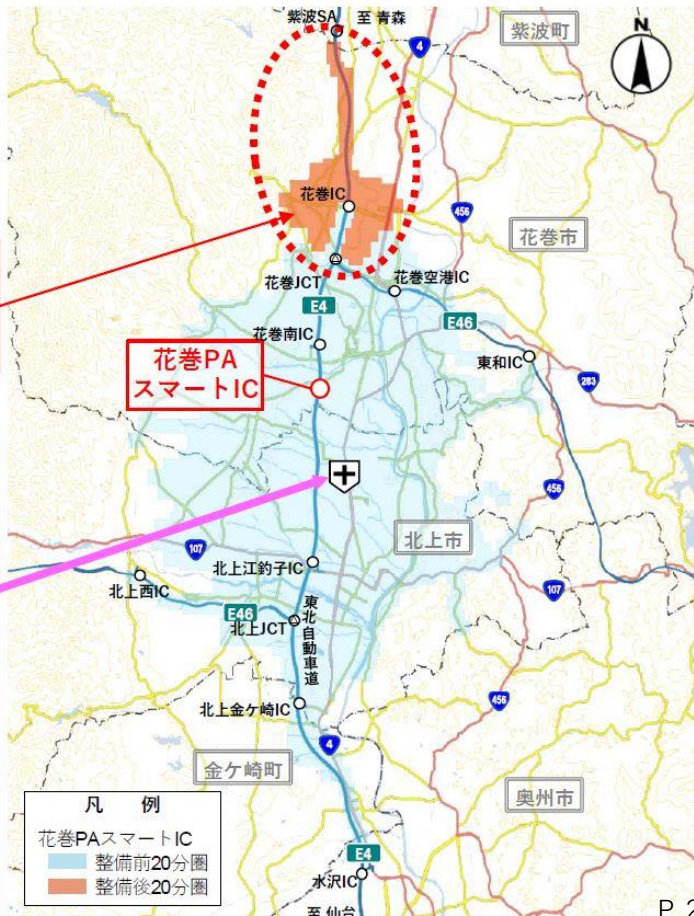 紫波SA
至 青森
紫波町
4
N
花巻IC
456
花巻市
花巻JCT
花巻空港IC
E4
E46
花巻南IC
東和IC
花巻PA
スマートIC
283
456
北上市
107
北上江釣子IC
北上西IC
107
E46
北上JCT
東北自動車道
北上金ケ崎IC
456
4
金ケ崎町
奥州市
凡 例
花巻PAスマートIC
整備前20分圏
整備後20分圏
E4
水沢IC
至 仙台
P.2